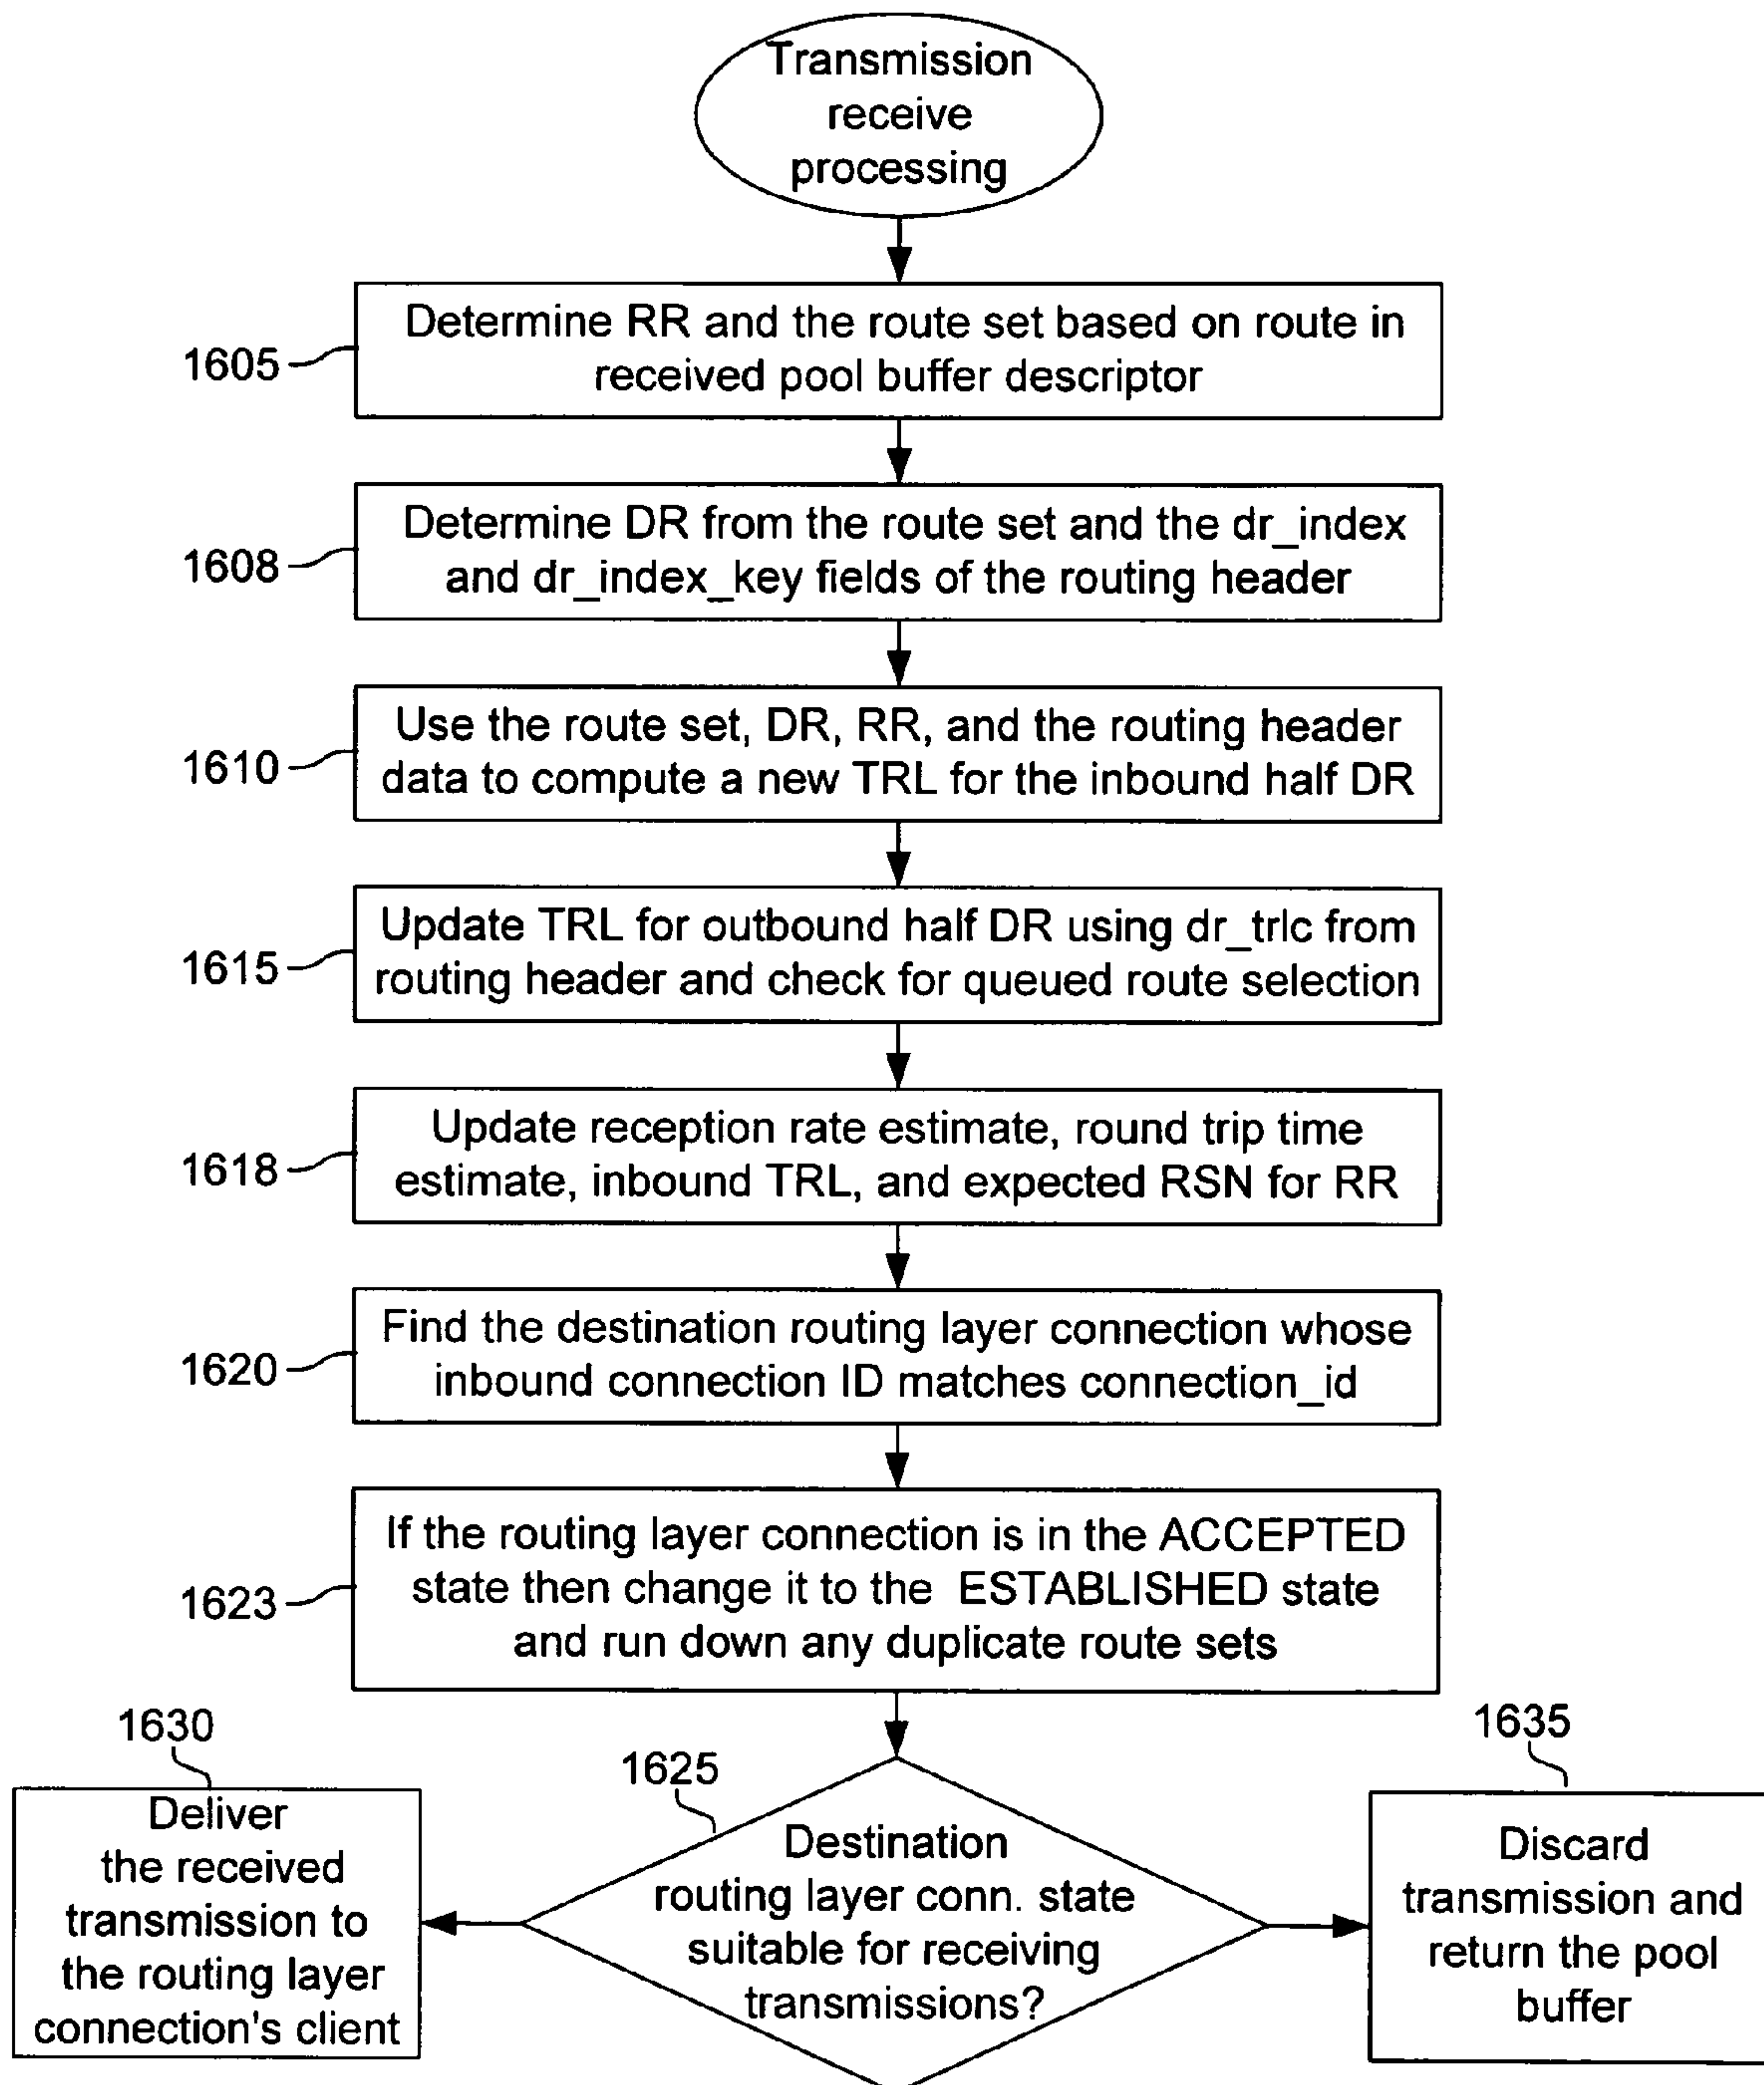 Transmission
receive
processing
1605
Determine RR and the route set based on route in
received pool buffer descriptor
1608
Determine DR from the route set and the dr_index
and dr_index_key fields of the routing header
1610
Use the route set, DR, RR, and the routing header
data to compute a new TRL for the inbound half DR
1615
Update TRL for outbound half DR using dr_trlc from
routing header and check for queued route selection
1618
Update reception rate estimate, round trip time
estimate, inbound TRL, and expected RSN for RR
1620
Find the destination routing layer connection whose
inbound connection ID matches connection_id
1623
If the routing layer connection is in the ACCEPTED
state then change it to the ESTABLISHED state
and run down any duplicate route sets
1630
Deliver
the received
transmission to
the routing layer
connection's client
1625
Destination
routing layer conn. state
suitable for receiving
transmissions?
1635
Discard
transmission and
return the pool
buffer